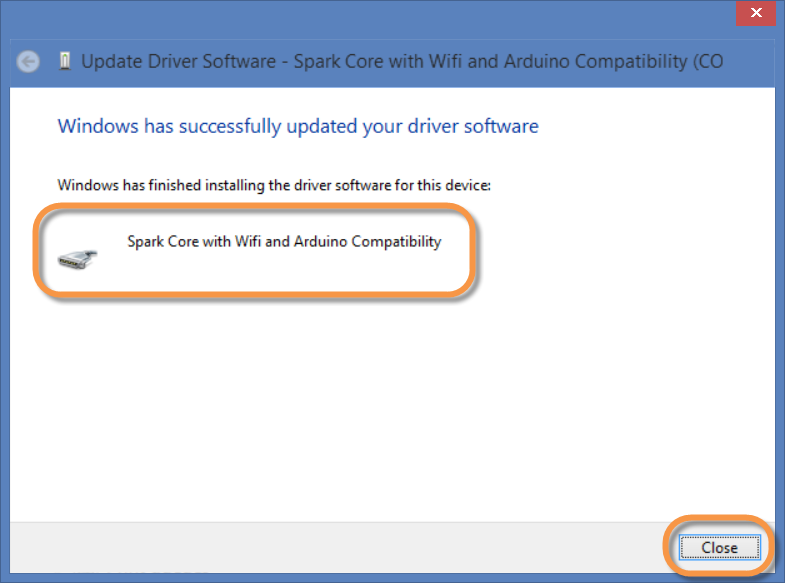 Update Driver Software - Spark Core with Wifi and Arduino Compatibility (CO
Windows has successfully updated your driver software
Windows has finished installing the driver software for this device:
Spark Core with Wifi and Arduino Compatibility
Close